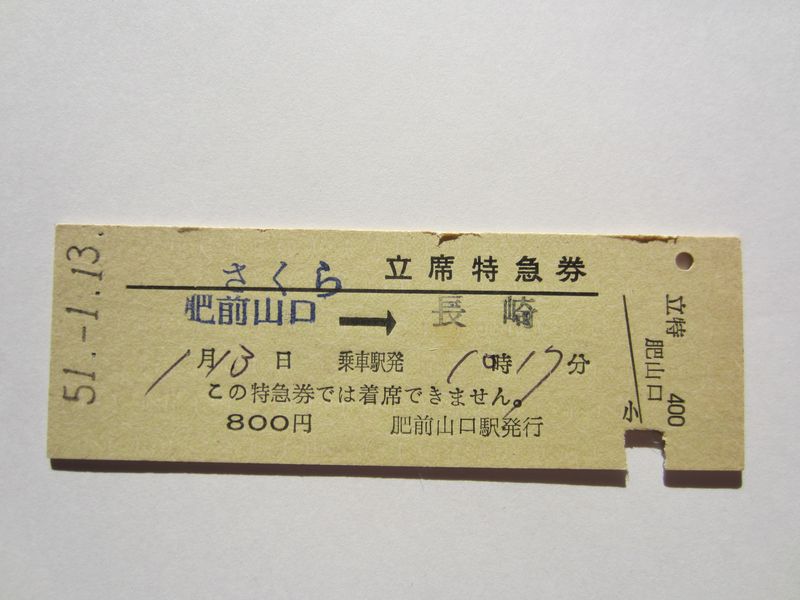 51.-1.13.
さくら 立席特急券
肥前山口 → 長崎
1月13日 乗車駅発 10時17分
この特急券では着席できません。
800円 肥前山口駅発行
立特
肥山口
小 400